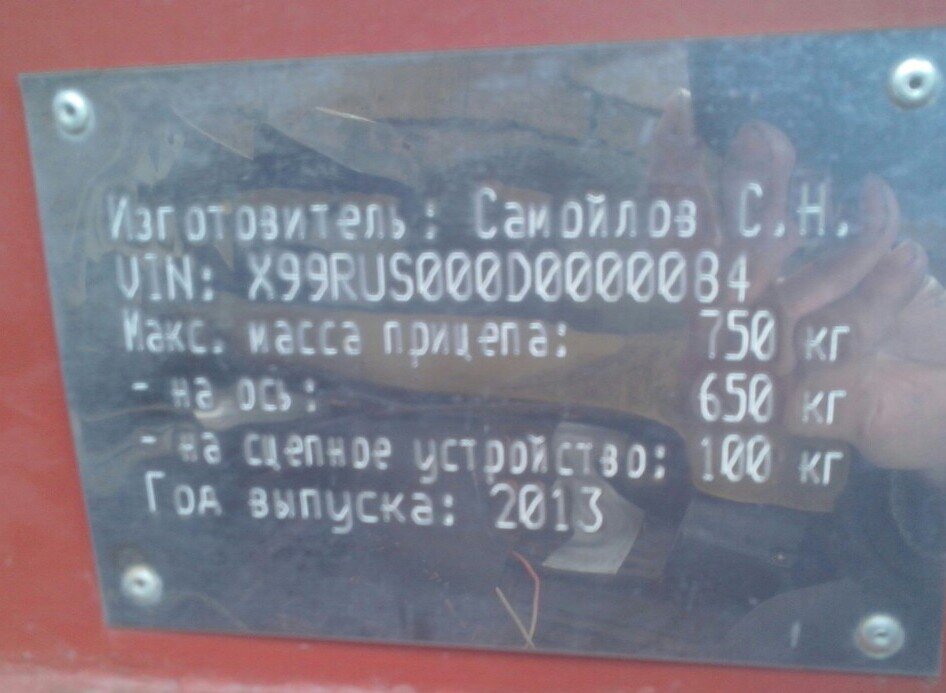 Изготовитель: Самойлов С.Н.
VIN: X99RUS000D0000084
Макс. масса прицепа: 750 кг
- на ось: 650 кг
- на сцепное устройство: 100 кг
Год выпуска: 2013